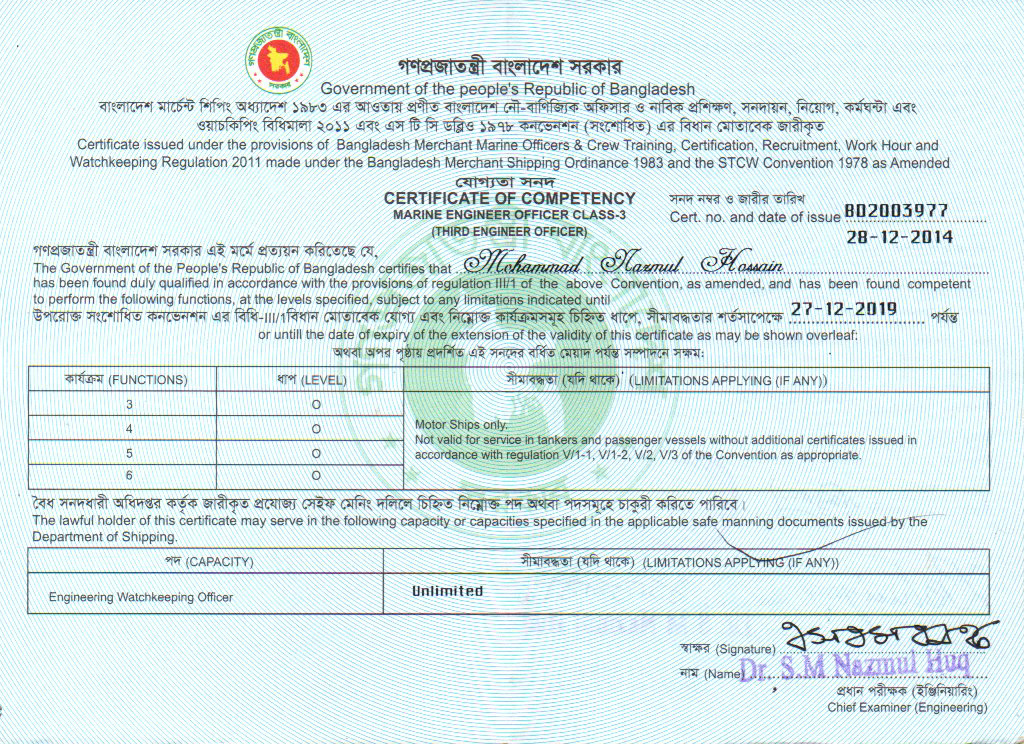 গণপ্রজাতন্ত্রী বাংলাদেশ
সরকার
গণপ্রজাতন্ত্রী বাংলাদেশ সরকার
Government of the people's Republic of Bangladesh
বাংলাদেশ মার্চেন্ট শিপিং অধ্যাদেশ ১৯৮৩ এর আওতায় প্রণীত বাংলাদেশ নৌ-বাণিজ্যিক অফিসার ও নাবিক প্রশিক্ষণ, সনদায়ন, নিয়োগ, কর্মঘন্টা এবং
ওয়াচকিপিং বিধিমালা ২০১১ এবং এস টি সি ডব্লিও ১৯৭৮ কনভেনশন (সংশোধিত) এর বিধান মোতাবেক জারীকৃত
Certificate issued under the provisions of Bangladesh Merchant Marine Officers & Crew Training, Certification, Recruitment, Work Hour and
Watchkeeping Regulation 2011 made under the Bangladesh Merchant Shipping Ordinance 1983 and the STCW Convention 1978 as Amended
যোগ্যতা সনদ
CERTIFICATE OF COMPETENCY
MARINE ENGINEER OFFICER CLASS-3
(THIRD ENGINEER OFFICER)
সনদ নম্বর ও জারীর তারিখ
Cert. no. and date of issue BD2003977
28-12-2014
গণপ্রজাতন্ত্রী বাংলাদেশ সরকার এই মর্মে প্রত্যয়ন করিতেছে যে,
The Government of the People's Republic of Bangladesh certifies that Mohammad Nazmul Hossain
has been found duly qualified in accordance with the provisions of regulation III/1 of the above Convention, as amended, and has been found competent
to perform the following functions, at the levels specified, subject to any limitations indicated until
উপরোক্ত সংশোধিত কনভেনশন এর বিধি-III/1বিধান মোতাবেক যোগ্য এবং নিম্নোক্ত কার্যক্রমসমূহ চিহ্নিত ধাপে, সীমাবদ্ধতার শর্তসাপেক্ষে 27-12-2019 পর্যন্ত
or untill the date of expiry of the extension of the validity of this certificate as may be shown overleaf:
অথবা অপর পৃষ্ঠায় প্রদর্শিত এই সনদের বর্ধিত মেয়াদ পর্যন্ত সম্পাদনে সক্ষম:
কার্যক্রম (FUNCTIONS) ধাপ (LEVEL) সীমাবদ্ধতা (যদি থাকে) (LIMITATIONS APPLYING (IF ANY))
3 O
4 O
5 O
6 O
Motor Ships only.
Not valid for service in tankers and passenger vessels without additional certificates issued in
accordance with regulation V/1-1, V/1-2, V/2, V/3 of the Convention as appropriate.
বৈধ সনদধারী অধিদপ্তর কর্তৃক জারীকৃত প্রযোজ্য সেইফ মেনিং দলিলে চিহ্নিত নিম্নোক্ত পদ অথবা পদসমূহে চাকুরী করিতে পারিবে।
The lawful holder of this certificate may serve in the following capacity or capacities specified in the applicable safe manning documents issued by the
Department of Shipping.
পদ (CAPACITY) সীমাবদ্ধতা (যদি থাকে) (LIMITATIONS APPLYING (IF ANY))
Engineering Watchkeeping Officer Unlimited
স্বাক্ষর (Signature)
নাম (Name) Dr. S.M Nazmul Huq
প্রধান পরীক্ষক (ইঞ্জিনিয়ারিং)
Chief Examiner (Engineering)